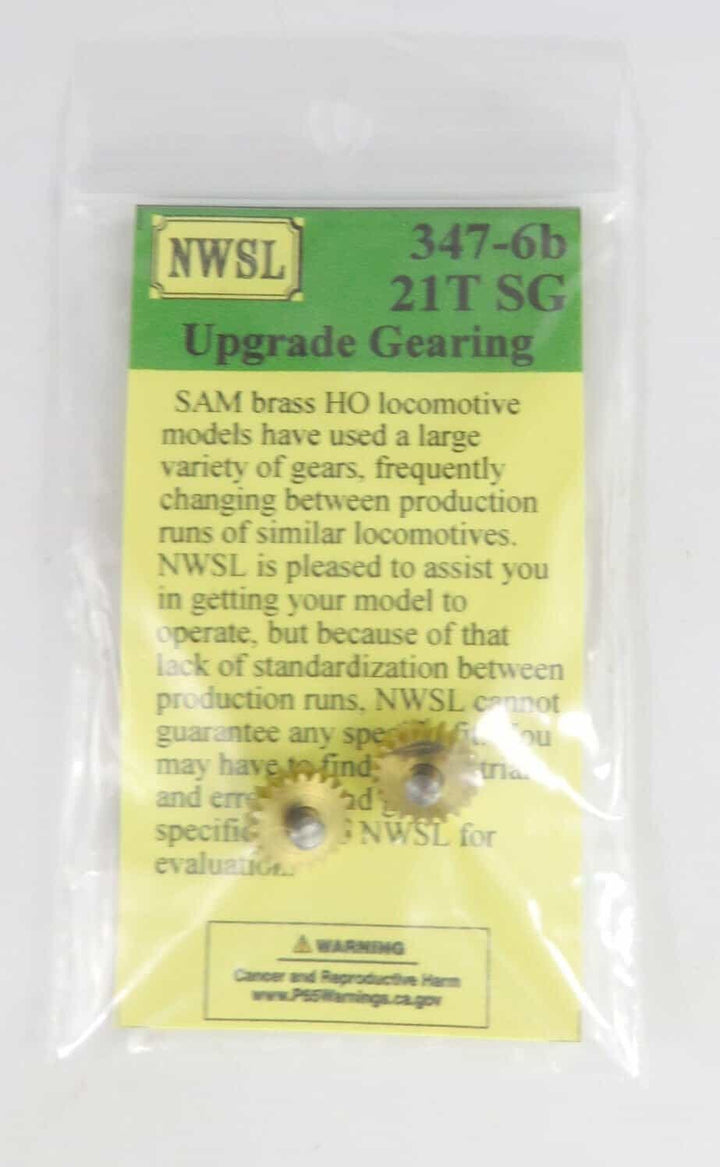 NWSL
347-6b
21T SG
Upgrade Gearing
SAM brass HO locomotive
models have used a large
variety of gears, frequently
changing between production
runs of similar locomotives.
NWSL is pleased to assist you
in getting your model to
operate, but because of that
lack of standardization between
production runs, NWSL cannot
guarantee any fit. You
may have to find
and
NWSL for
WARNING
Cancer and Reproductive Harm
www.P65Warnings.ca.gov